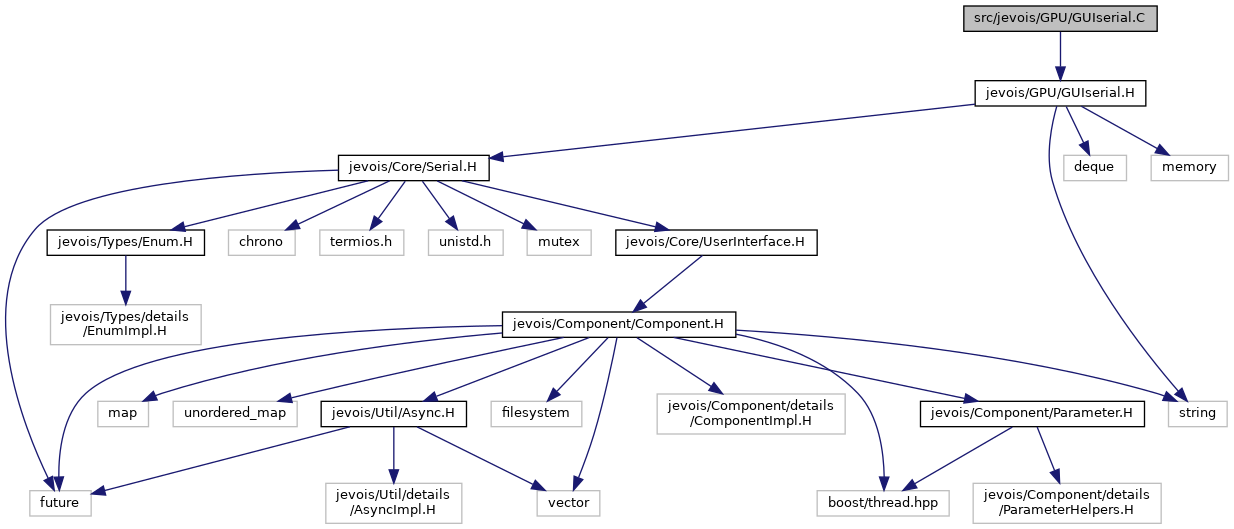 src/jevois/GPU/GUIserial.C
jevois/GPU/GUIserial.H
jevois/Core/Serial.H
deque
memory
jevois/Types/Enum.H
chrono
termios.h
unistd.h
mutex
jevois/Core/UserInterface.H
jevois/Types/details
/EnumImpl.H
jevois/Component/Component.H
map
unordered_map
jevois/Util/Async.H
filesystem
jevois/Component/details
/ComponentImpl.H
jevois/Component/Parameter.H
string
future
jevois/Util/details
/AsyncImpl.H
vector
boost/thread.hpp
jevois/Component/details
/ParameterHelpers.H